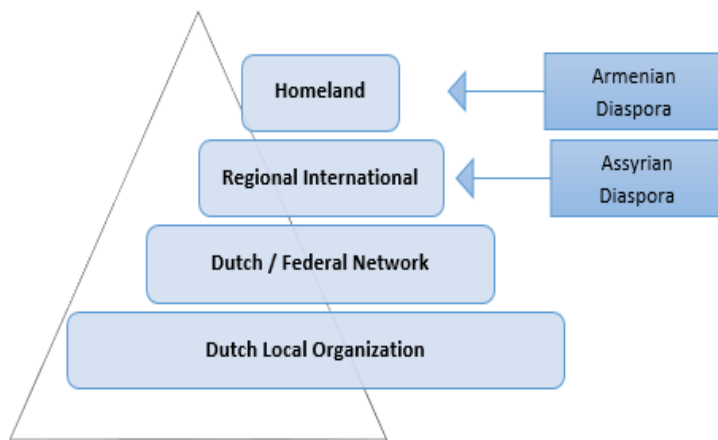 Homeland
Armenian
Diaspora
Regional International
Assyrian
Diaspora
Dutch / Federal Network
Dutch Local Organization